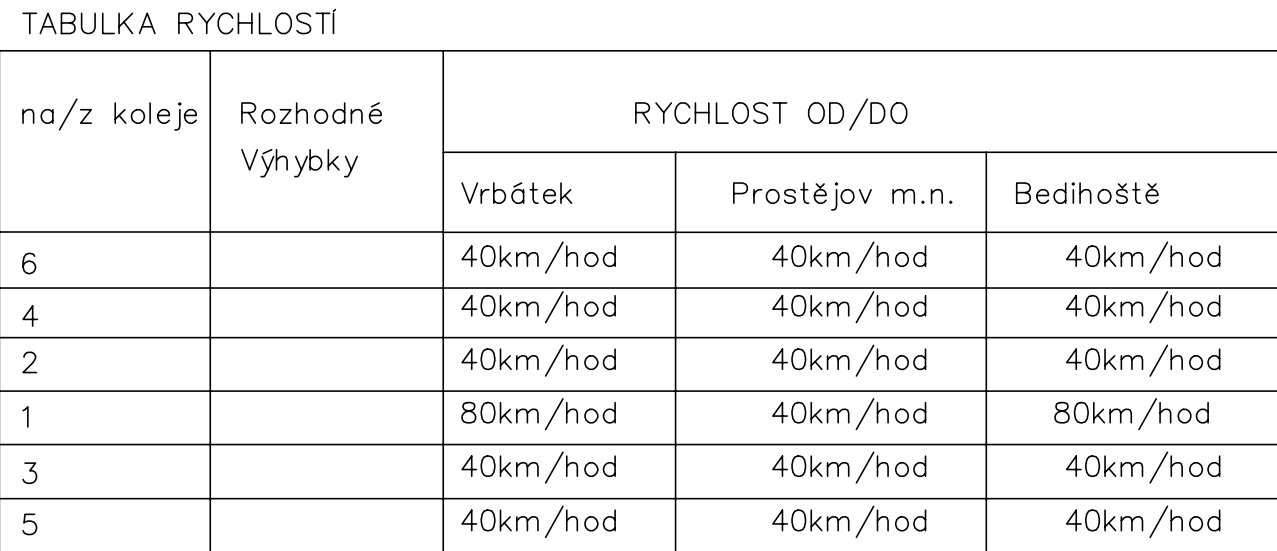 TABULKA RYCHLOSTÍ
na/z koleje Rozhodné Výhybky RYCHLOST OD/DO
Vrbátek Prostějov m.n. Bedihoště
6 40km/hod 40km/hod 40km/hod
4 40km/hod 40km/hod 40km/hod
2 40km/hod 40km/hod 40km/hod
1 80km/hod 40km/hod 80km/hod
3 40km/hod 40km/hod 40km/hod
5 40km/hod 40km/hod 40km/hod